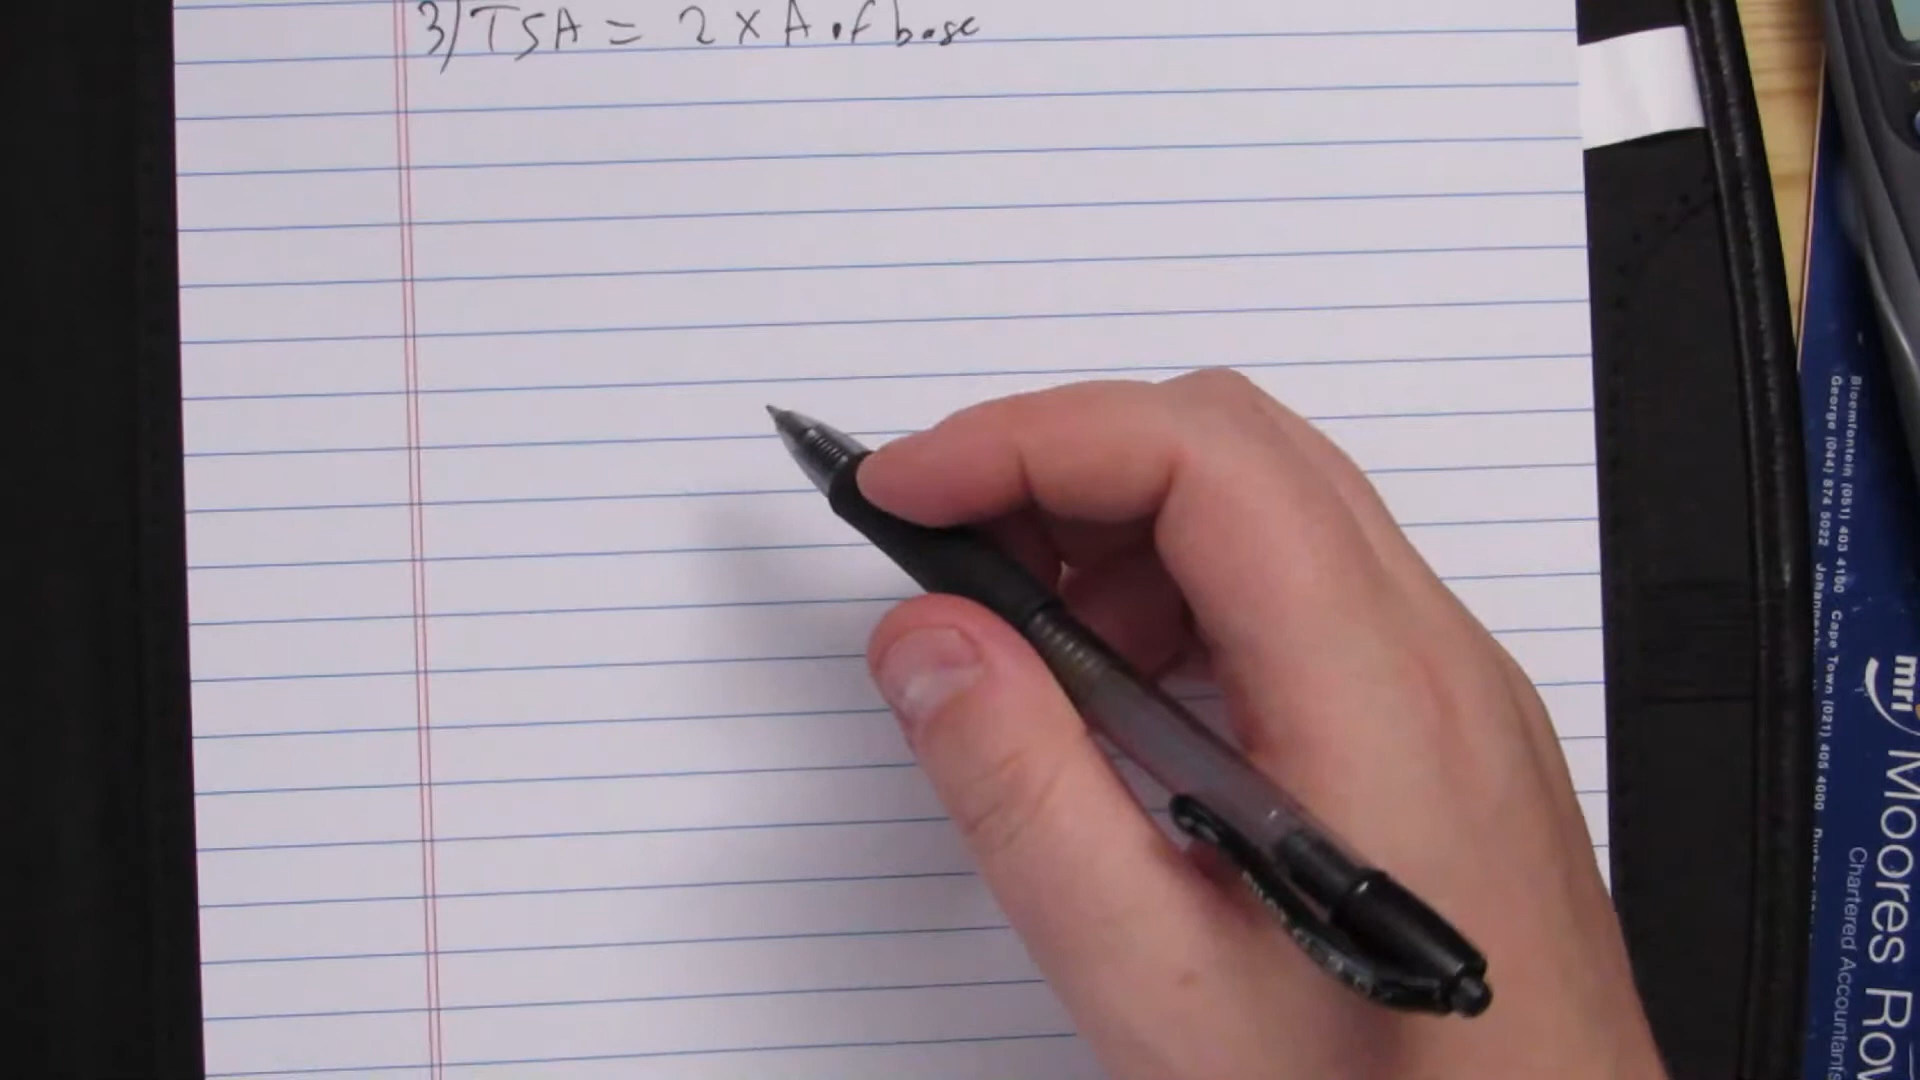 3) TSA = 2 × A of base
Bloemfontein (051) 403 4100 Cape Town (021) 405 4000
George (044) 874 5022
mri
Moores Row
Chartered Accountants